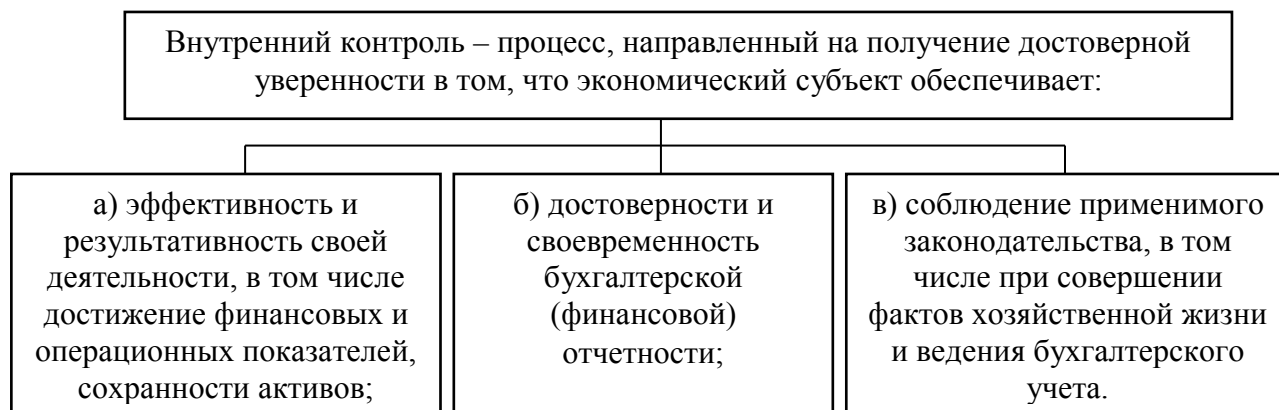 Внутренний контроль – процесс, направленный на получение достоверной
уверенности в том, что экономический субъект обеспечивает:
а) эффективность и
результативность своей
деятельности, в том числе
достижение финансовых и
операционных показателей,
сохранности активов;
б) достоверности и
своевременность
бухгалтерской
(финансовой)
отчетности;
в) соблюдение применимого
законодательства, в том
числе при совершении
фактов хозяйственной жизни
и ведения бухгалтерского
учета.